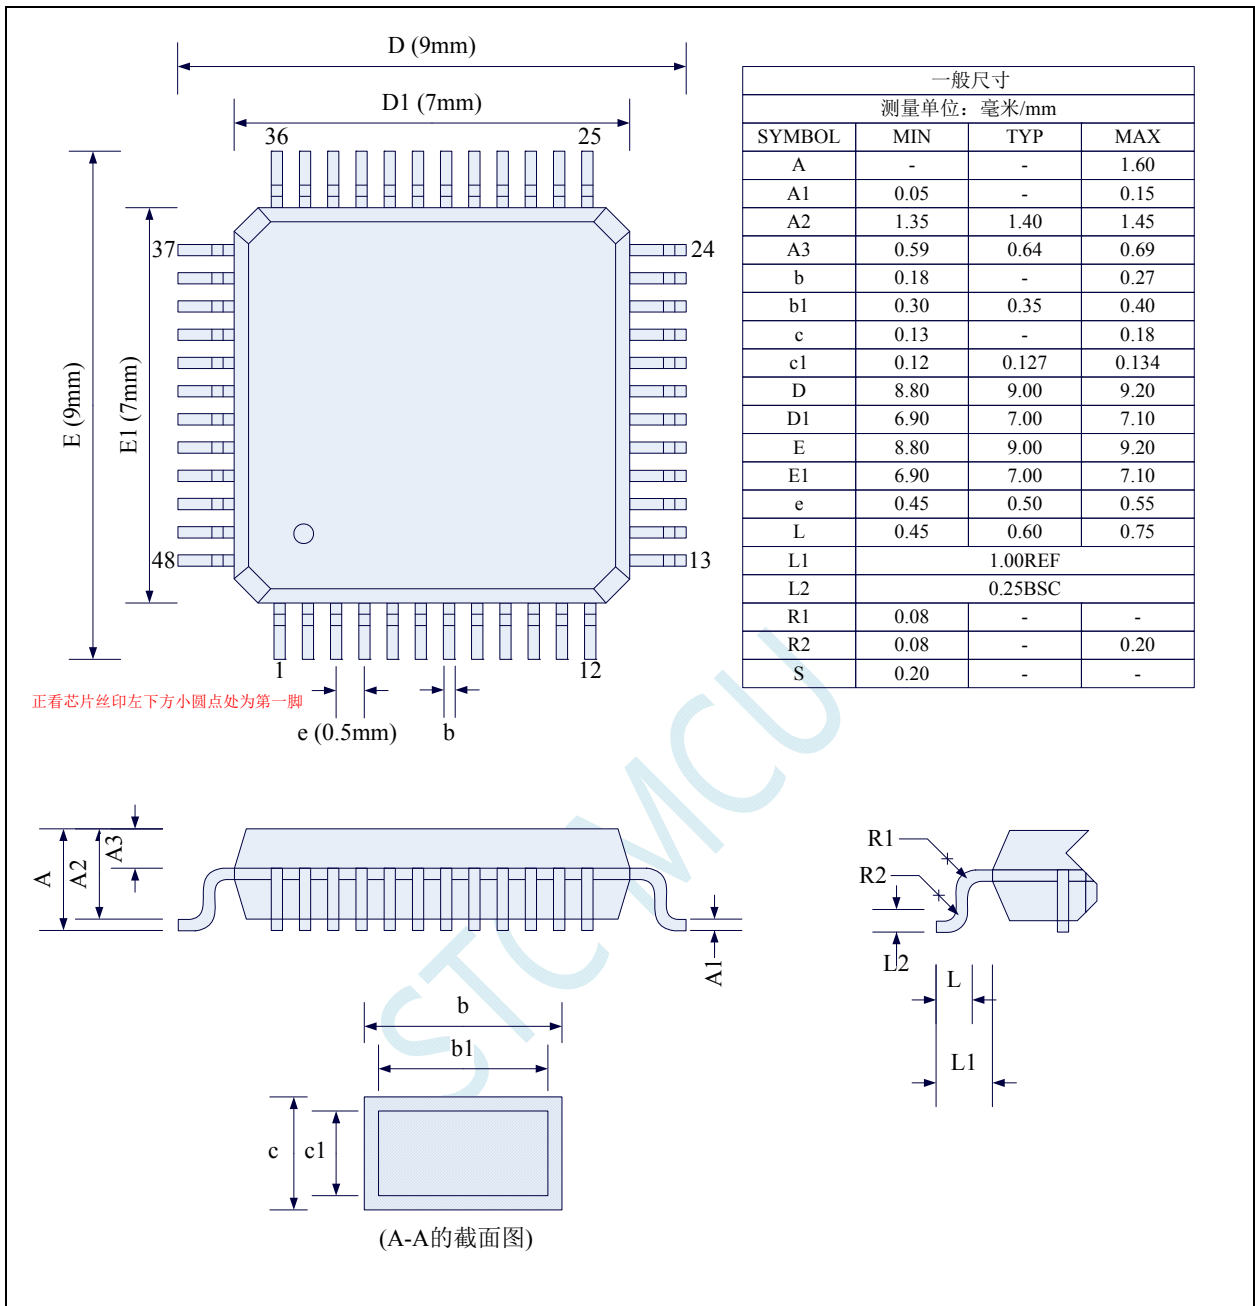 D (9mm)
D1 (7mm)
36 25
37 24
E (9mm)
E1 (7mm)
48 13
1 12
正看芯片丝印左下方小圆点处为第一脚
e (0.5mm) b
一般尺寸
测量单位：毫米/mm
SYMBOL MIN TYP MAX
A - - 1.60
A1 0.05 - 0.15
A2 1.35 1.40 1.45
A3 0.59 0.64 0.69
b 0.18 - 0.27
b1 0.30 0.35 0.40
c 0.13 - 0.18
c1 0.12 0.127 0.134
D 8.80 9.00 9.20
D1 6.90 7.00 7.10
E 8.80 9.00 9.20
E1 6.90 7.00 7.10
e 0.45 0.50 0.55
L 0.45 0.60 0.75
L1 1.00REF
L2 0.25BSC
R1 0.08 - -
R2 0.08 - 0.20
S 0.20 - -
STC MCU
A
A2
A3
A1
R1
R2
L2
L
L1
b
b1
c c1
(A-A的截面图)